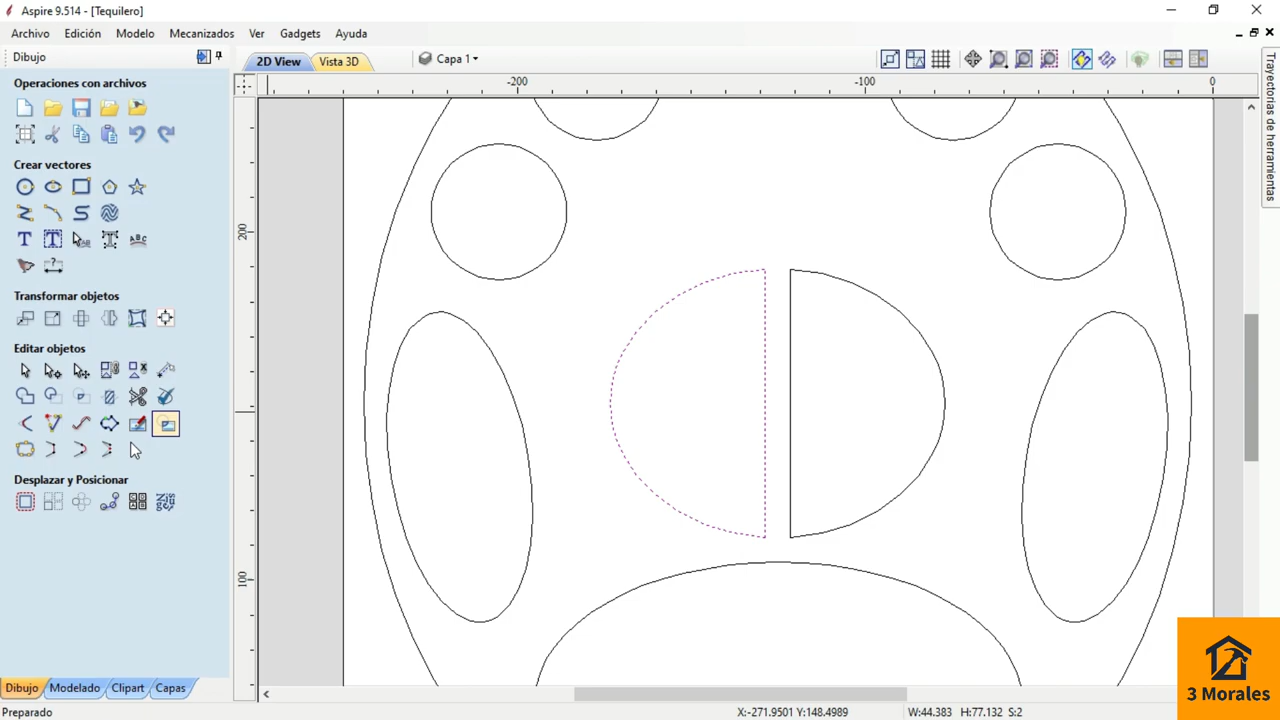 Aspire 9.514 - [Tequilero]
Archivo Edición Modelo Mecanizados Ver Gadgets Ayuda
Dibujo
2D View Vista 3D Capa 1
Operaciones con archivos
-200 -100 0
Crear vectores
200
Transformar objetos
Editar objetos
Desplazar y Posicionar
100
Trayectorias de herramientas
3 Morales
Dibujo Modelado Clipart Capas
Preparado X:-271.9501 Y:148.4989 W:44.383 H:77.132 S:2